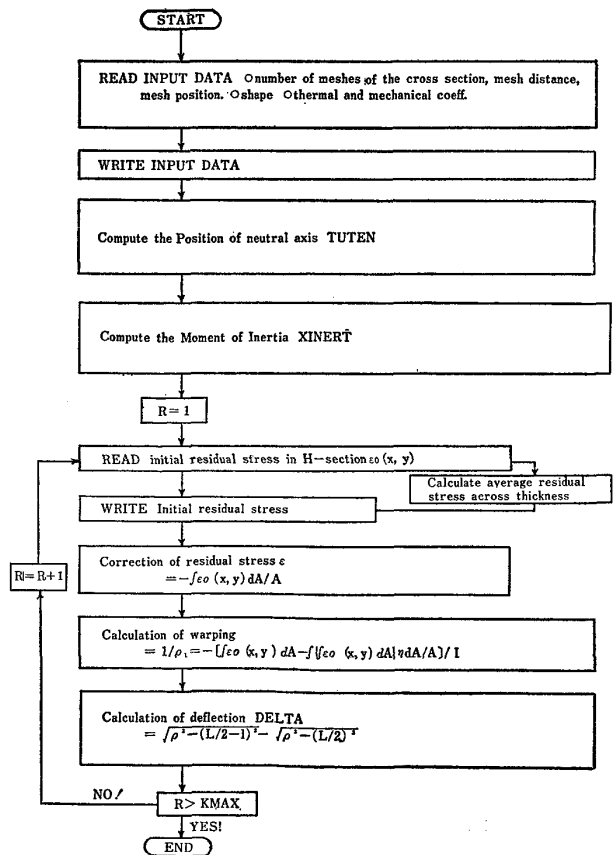 START
READ INPUT DATA ○number of meshes of the cross section, mesh distance,
mesh position. ○shape ○thermal and mechanical coeff.
WRITE INPUT DATA
Compute the Position of neutral axis TUTEN
Compute the Moment of Inertia XINERT
R= 1
READ initial residual stress in H−section εo (x, y)
Calculate average residual
stress across thickness
WRITE Initial residual stress
R=R+1
Correction of residual stress ε
=−∫εo (x, y) dA/A
Calculation of warping
= 1/ρ₁=−[∫εo (x, y) dA−∫{∫εo (x, y) dA}ηdA/A]/I
Calculation of deflection DELTA
= √ρ²−(L/2−1)²− √ρ²−(L/2)²
NO!
R> KMAX
YES!
END